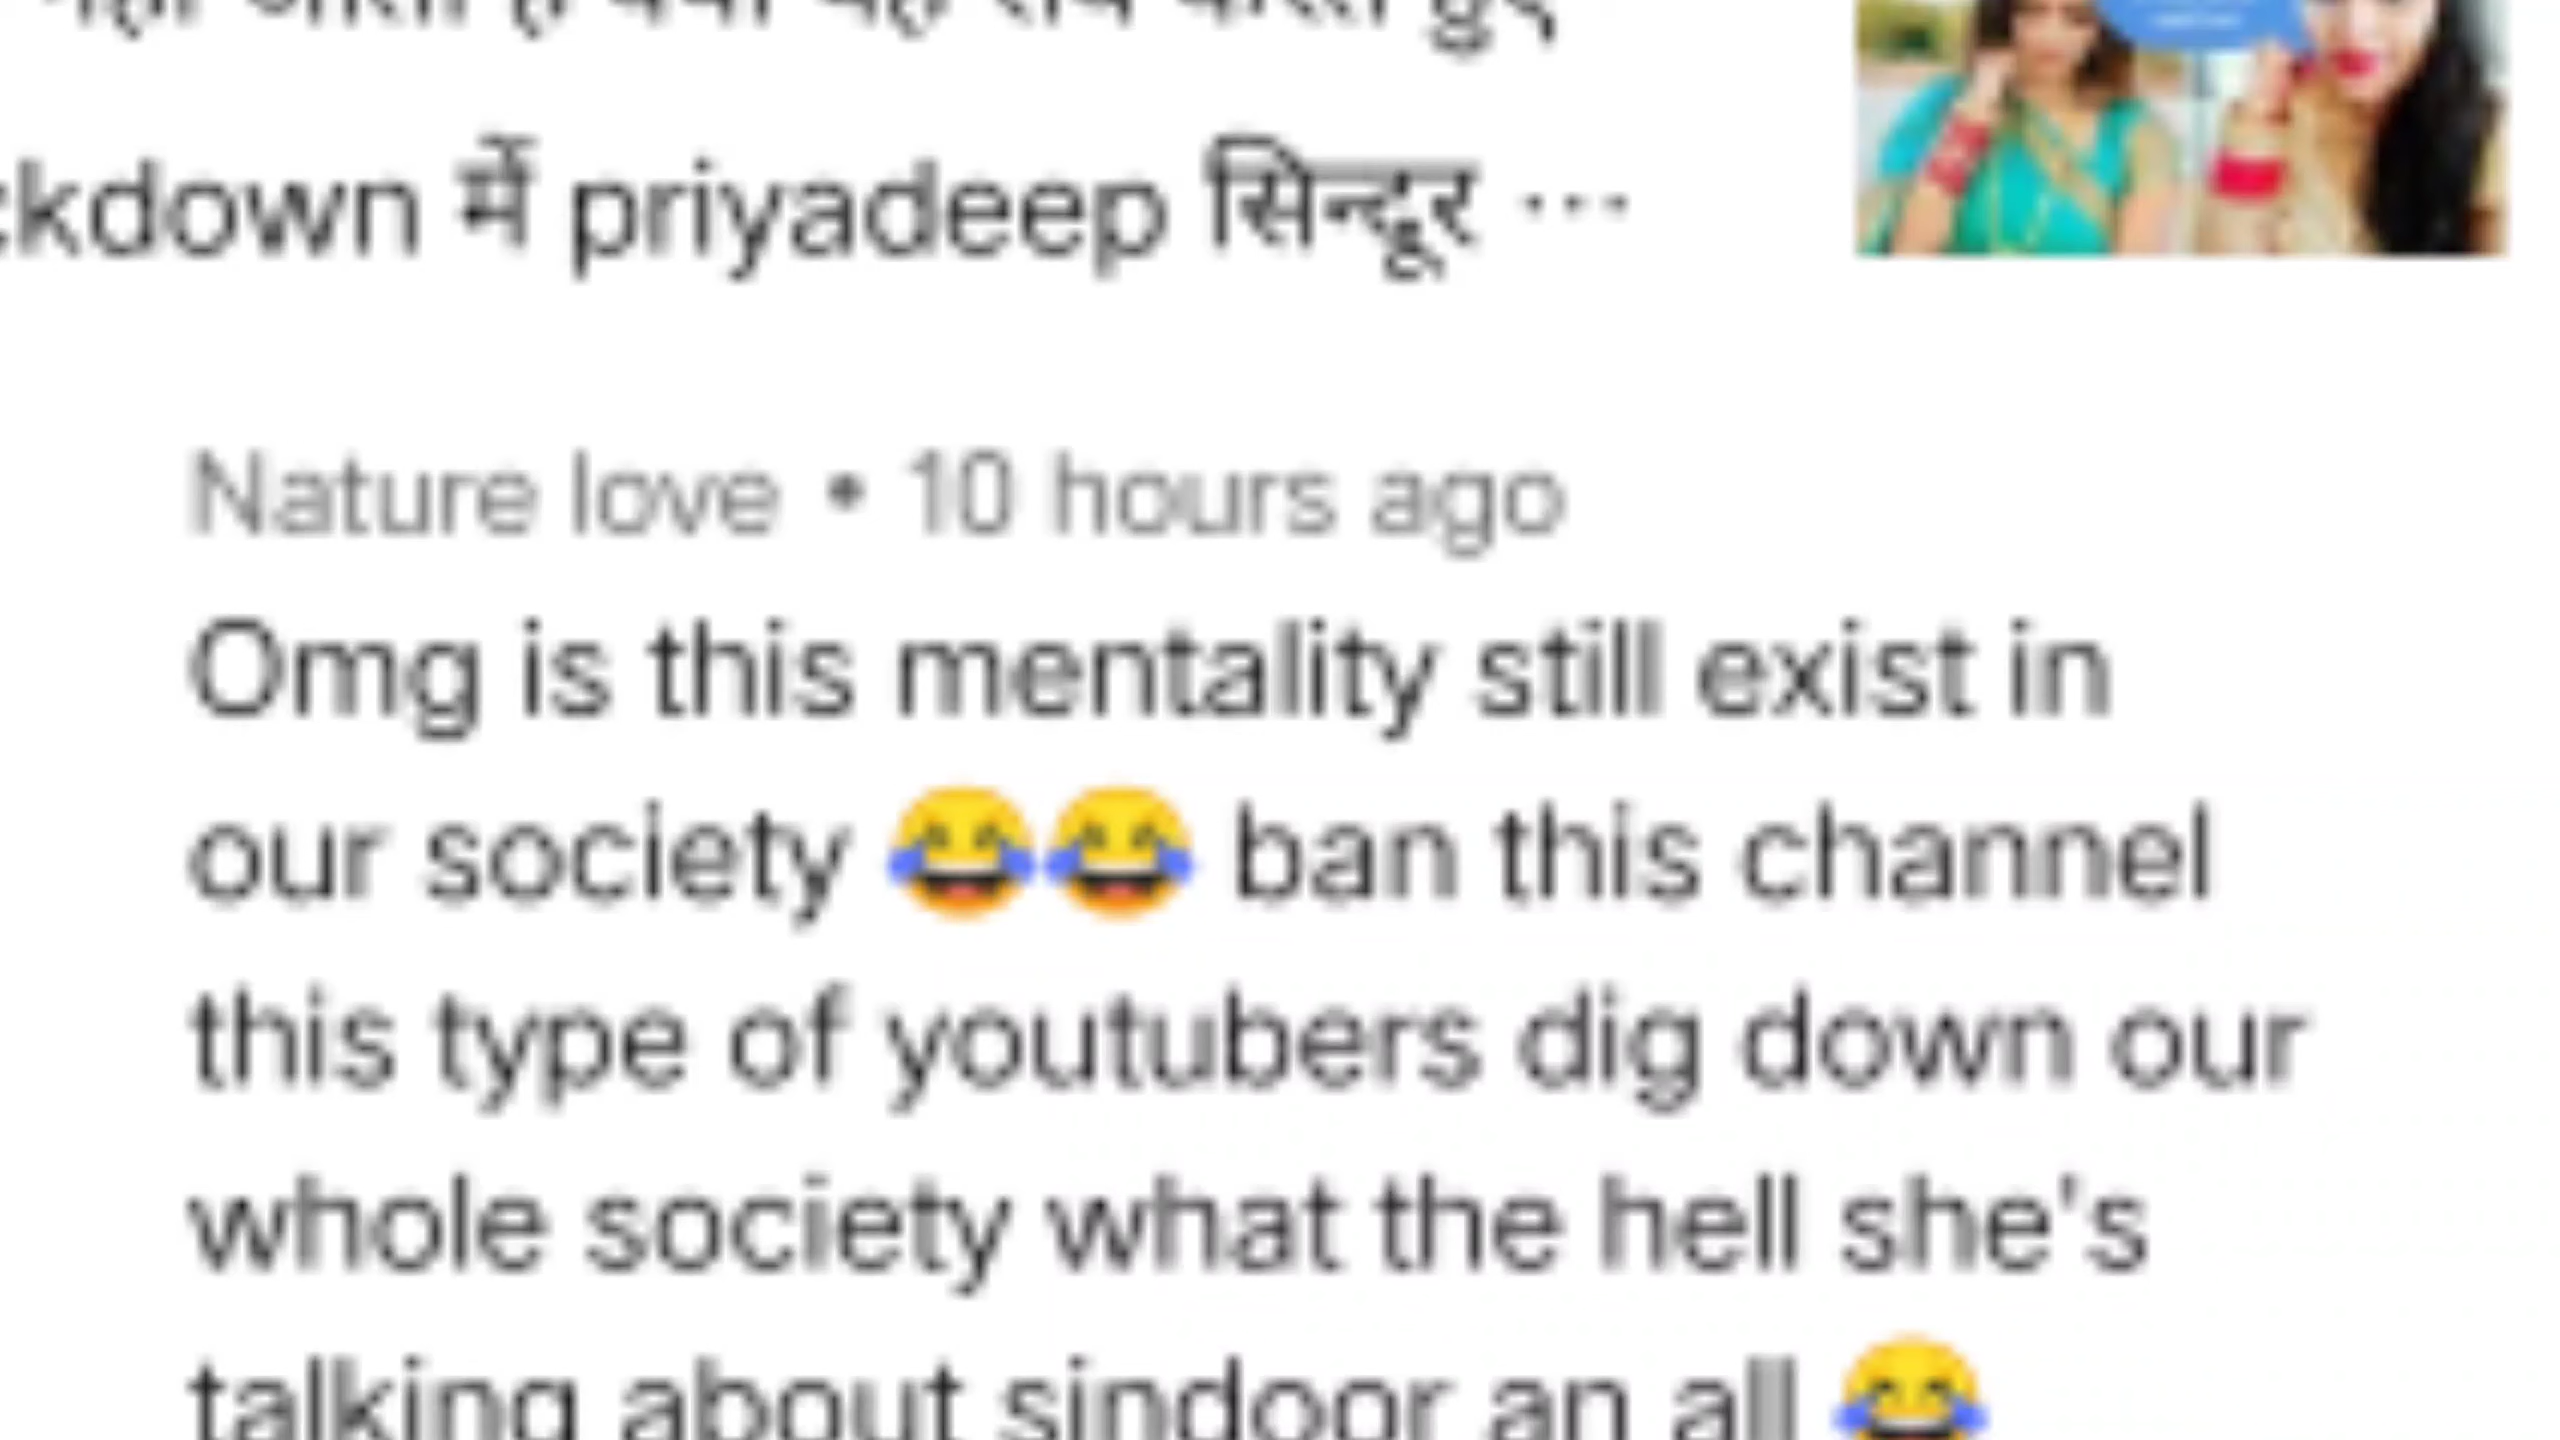 ckdown में priyadeep सिन्दूर ...
Nature love • 10 hours ago
Omg is this mentality still exist in
our society 😂😂 ban this channel
this type of youtubers dig down our
whole society what the hell she's
talking about sindoor an all 😂